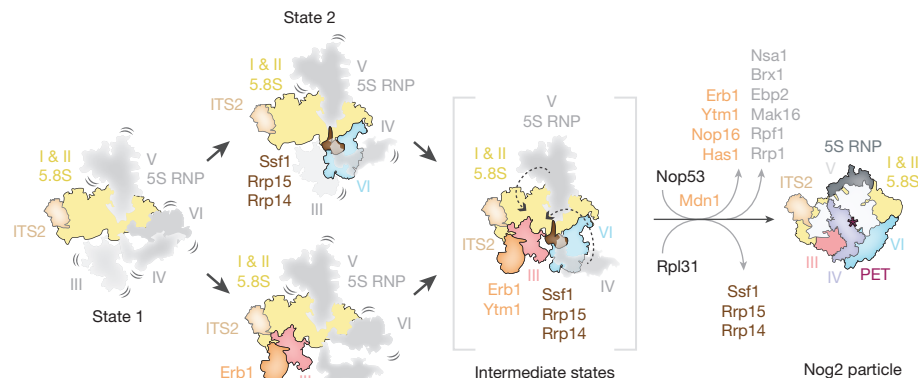 State 2
I & II
5.8S
V
5S RNP
ITS2
IV
Ssf1
Rrp15
Rrp14
VI
III
V
I & II
5.8S
5S RNP
VI
ITS2
III
IV
State 1
I & II
5.8S
V
5S RNP
ITS2
VI
Erb1
III
V
5S RNP
I & II
5.8S
VI
ITS2
III
IV
Erb1
Ytm1
Ssf1
Rrp15
Rrp14
Intermediate states
Erb1
Ytm1
Nop16
Has1
Nsa1
Brx1
Ebp2
Mak16
Rpf1
Rrp1
Nop53
Mdn1
Rpl31
Ssf1
Rrp15
Rrp14
5S RNP
V
I & II
5.8S
ITS2
*
III
IV
VI
PET
Nog2 particle